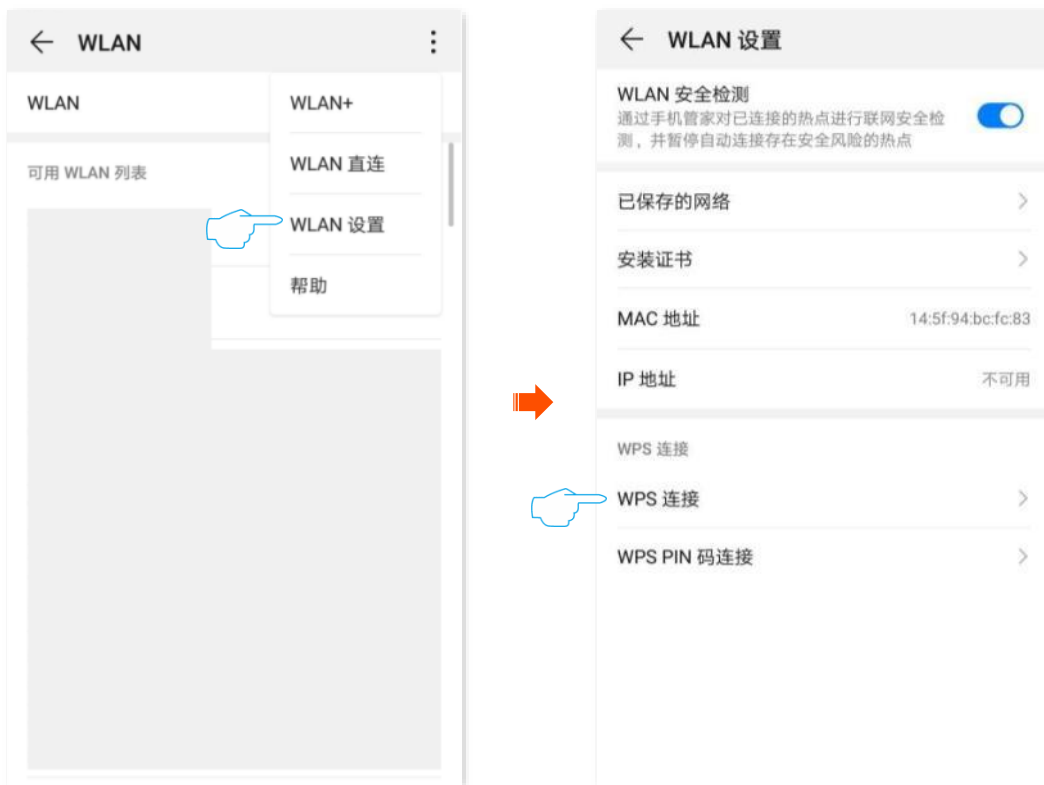 WLAN
WLAN
WLAN+
WLAN 直连
可用 WLAN 列表
WLAN 设置
帮助
WLAN 设置
WLAN 安全检测
通过手机管家对已连接的热点进行联网安全检
测，并暂停自动连接存在安全风险的热点
已保存的网络
安装证书
MAC 地址 14:5f:94:bc:fc:83
IP 地址 不可用
WPS 连接
WPS 连接
WPS PIN 码连接